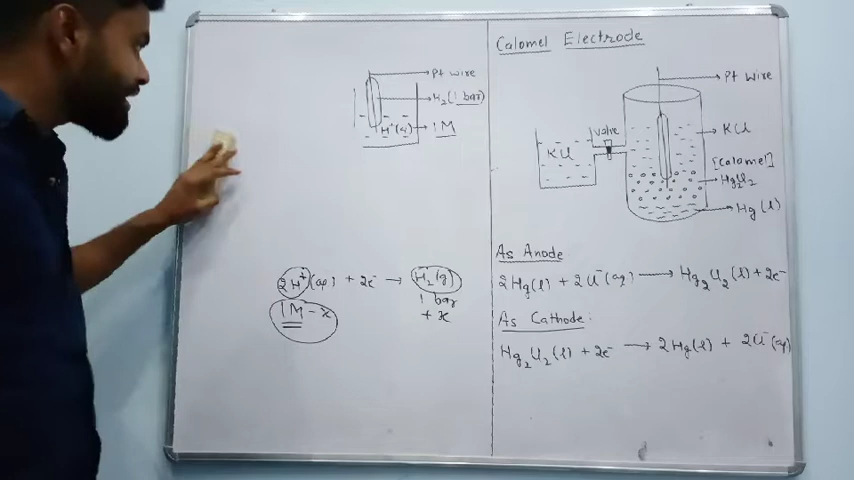 Pt wire
H2 (1 bar)
H+(aq) → 1M
2H+ (aq) + 2e- → H2(g)
1M - x
1 bar
+ x
Calomel Electrode
Pt wire
valve
KCl
KCl
[Calomel]
Hg2Cl2
Hg(l)
As Anode
2Hg(l) + 2Cl-(aq) → Hg2Cl2(l) + 2e-
As Cathode:
Hg2Cl2(l) + 2e- → 2Hg(l) + 2Cl-(aq)